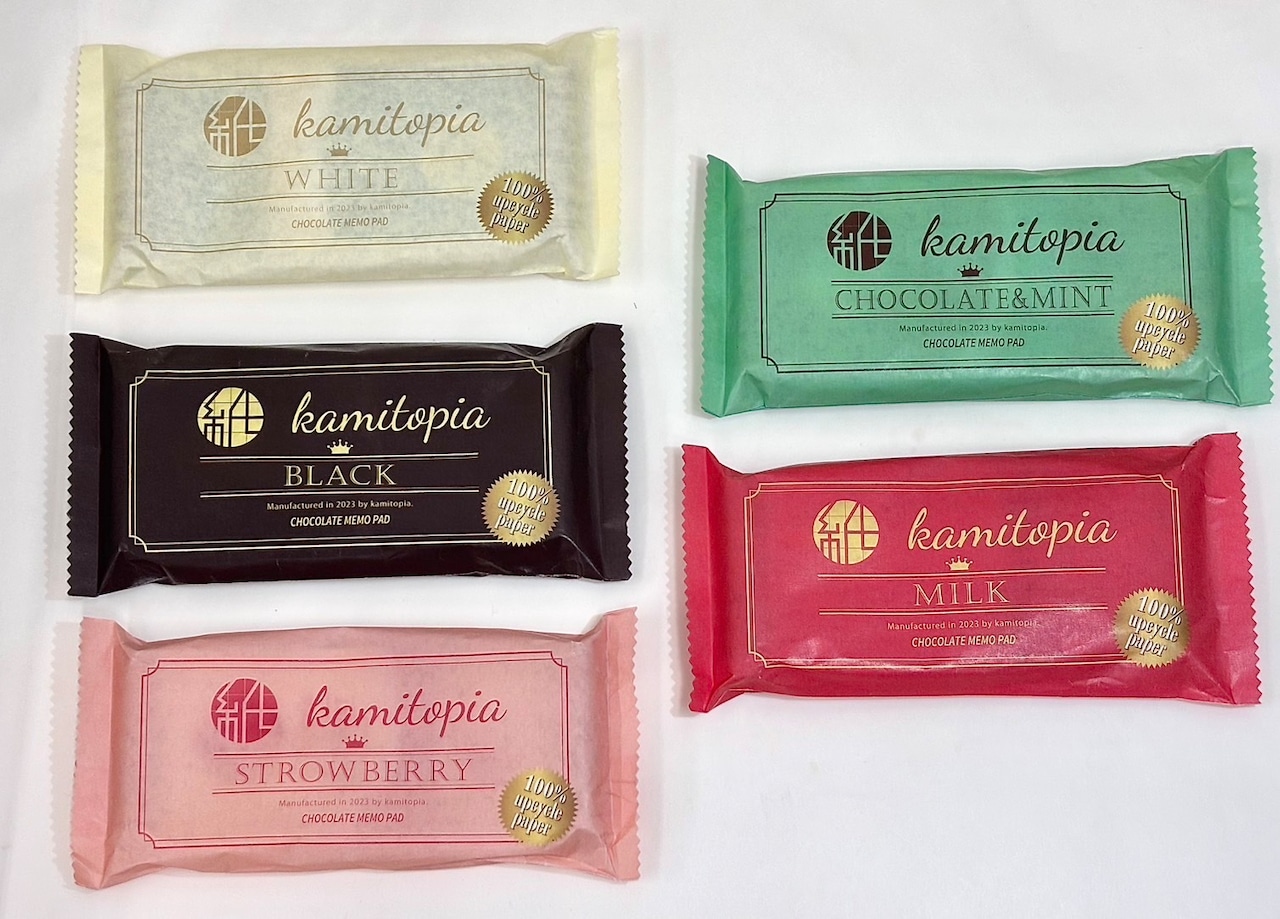 kamitopia
WHITE
Manufactured in 2023 by kamitopia.
CHOCOLATE MEMO PAD
100%
upcycle
paper
kamitopia
BLACK
Manufactured in 2023 by kamitopia.
CHOCOLATE MEMO PAD
100%
upcycle
paper
kamitopia
STROWBERRY
Manufactured in 2023 by kamitopia.
CHOCOLATE MEMO PAD
100%
upcycle
paper
kamitopia
CHOCOLATE&MINT
Manufactured in 2023 by kamitopia.
CHOCOLATE MEMO PAD
100%
upcycle
paper
kamitopia
MILK
Manufactured in 2023 by kamitopia.
CHOCOLATE MEMO PAD
100%
upcycle
paper